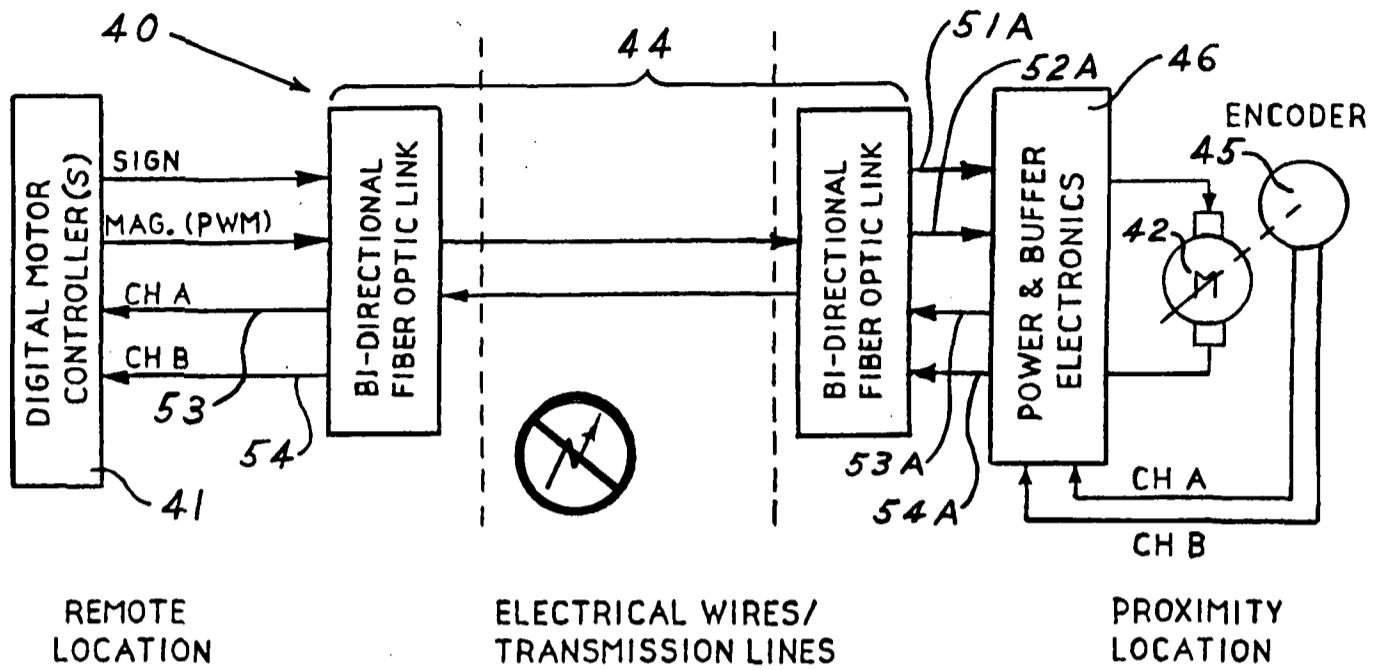 40
44
51A
52A
46
ENCODER
45
DIGITAL MOTOR
CONTROLLER(S)
SIGN
MAG. (PWM)
CH A
CH B
53
54
41
BI-DIRECTIONAL
FIBER OPTIC LINK
BI-DIRECTIONAL
FIBER OPTIC LINK
53A
54A
POWER & BUFFER
ELECTRONICS
42
M
CH A
CH B
REMOTE
LOCATION
ELECTRICAL WIRES/
TRANSMISSION LINES
PROXIMITY
LOCATION